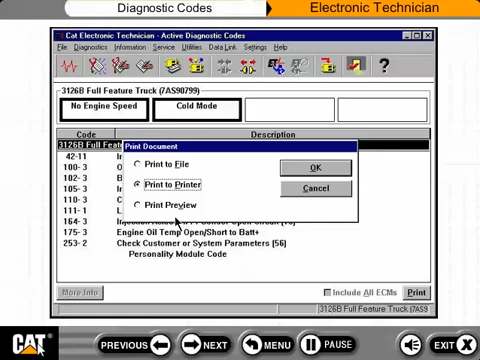 Diagnostic Codes
Electronic Technician
Cat Electronic Technician - Active Diagnostic Codes
File Diagnostics Information Service Utilities Data Link Settings Help
3126B Full Feature Truck (7AS90799)
No Engine Speed
Cold Mode
Code Description
3126B Full Feat
Print Document
42-11
Print to File
100- 3
OK
168- 3
Print to Printer
110- 3
Cancel
111- 1
Print Preview
164- 3
175- 3 Engine Oil Temp Open/Short to Batt+
253- 2 Check Customer or System Parameters (56)
Personality Module Code
More Info
Include All ECMs
Print
3126B Full Feature Truck (7AS9
CAT
PREVIOUS NEXT MENU PAUSE EXIT